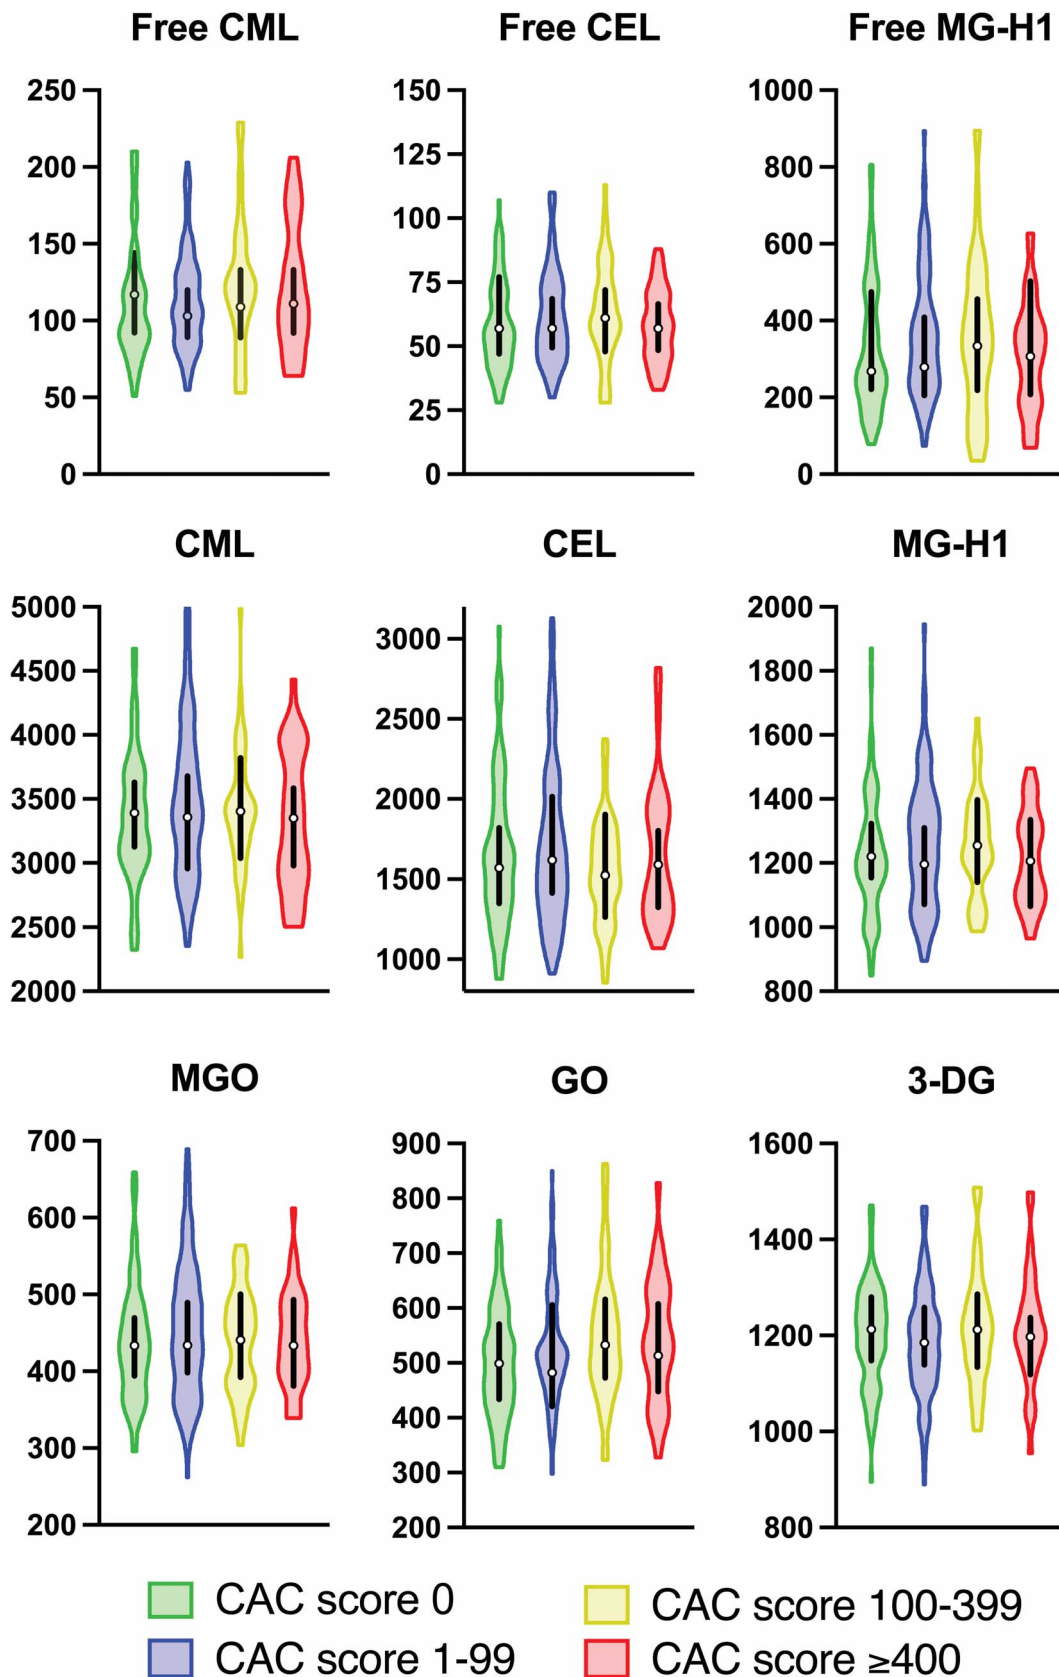 Free CML Free CEL Free MG-H1
250 150 1000
200 125 800
150 100 600
100 75 400
50 50 200
0 25 0
0
CML CEL MG-H1
5000 3000 2000
4500 2500 1800
4000 2000 1600
3500 1500 1400
3000 1000 1200
2500 1000
2000 800
MGO GO 3-DG
700 900 1600
600 800 1400
500 700 1200
400 600 1000
300 500 800
200 400
300
200
CAC score 0 CAC score 100-399
CAC score 1-99 CAC score ≥400